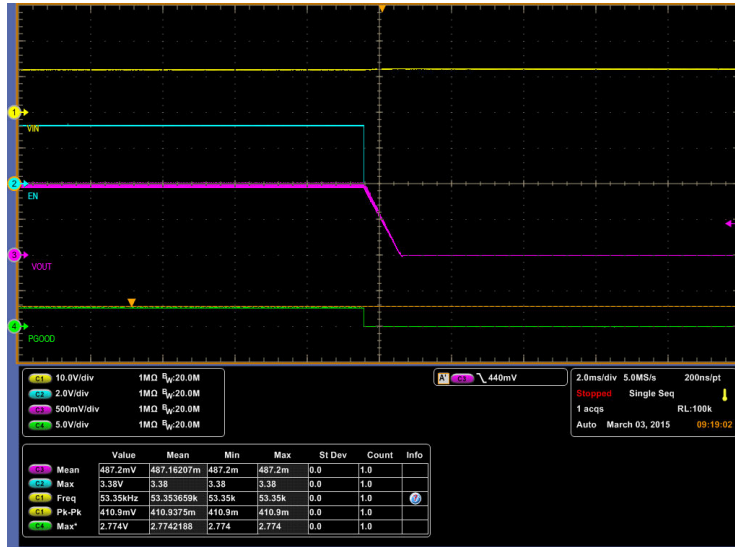 1
VIN
2
EN
3
VOUT
4
PGOOD
C1 10.0V/div 1MΩ BW:20.0M
C2 2.0V/div 1MΩ BW:20.0M
C3 500mV/div 1MΩ BW:20.0M
C4 5.0V/div 1MΩ BW:20.0M
A' C3 440mV
2.0ms/div 5.0MS/s 200ns/pt
Stopped Single Seq
1 acqs RL:100k
Auto March 03, 2015 09:19:02
Value Mean Min Max St Dev Count Info
C3 Mean 487.2mV 487.16207m 487.2m 487.2m 0.0 1.0
C2 Max 3.38V 3.38 3.38 3.38 0.0 1.0
C1 Freq 53.35kHz 53.353659k 53.35k 53.35k 0.0 1.0
C1 Pk-Pk 410.9mV 410.9375m 410.9m 410.9m 0.0 1.0
C4 Max* 2.774V 2.7742188 2.774 2.774 0.0 1.0